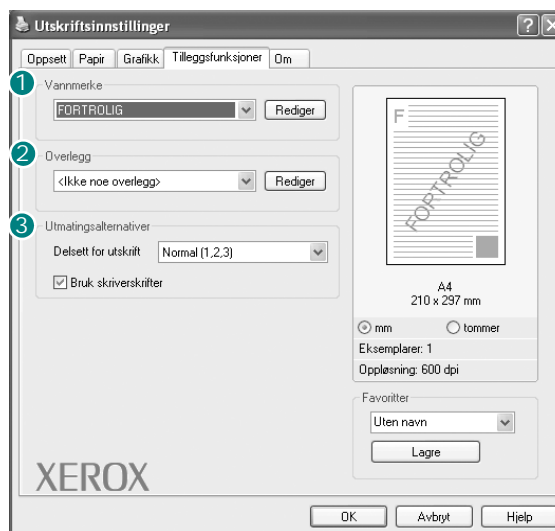 Utskriftsinnstillinger
Oppsett Papir Grafikk Tilleggsfunksjoner Om
1 Vannmerke
FORTROLIG Rediger
2 Overlegg
<Ikke noe overlegg> Rediger
3 Utmatingsalternativer
Delsett for utskrift Normal (1,2,3)
Bruk skriverskrifter
F
FORTROLIG
A4
210 x 297 mm
mm tommer
Eksemplarer: 1
Oppløsning: 600 dpi
Favoritter
Uten navn
Lagre
XEROX
OK Avbryt Hjelp